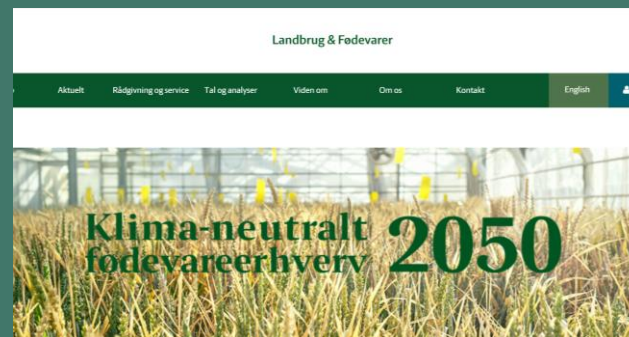 Landbrug & Fødevarer
Aktuelt Rådgivning og service Tal og analyser Viden om Om os Kontakt English
Klima-neutralt 2050
fødevareerhverv